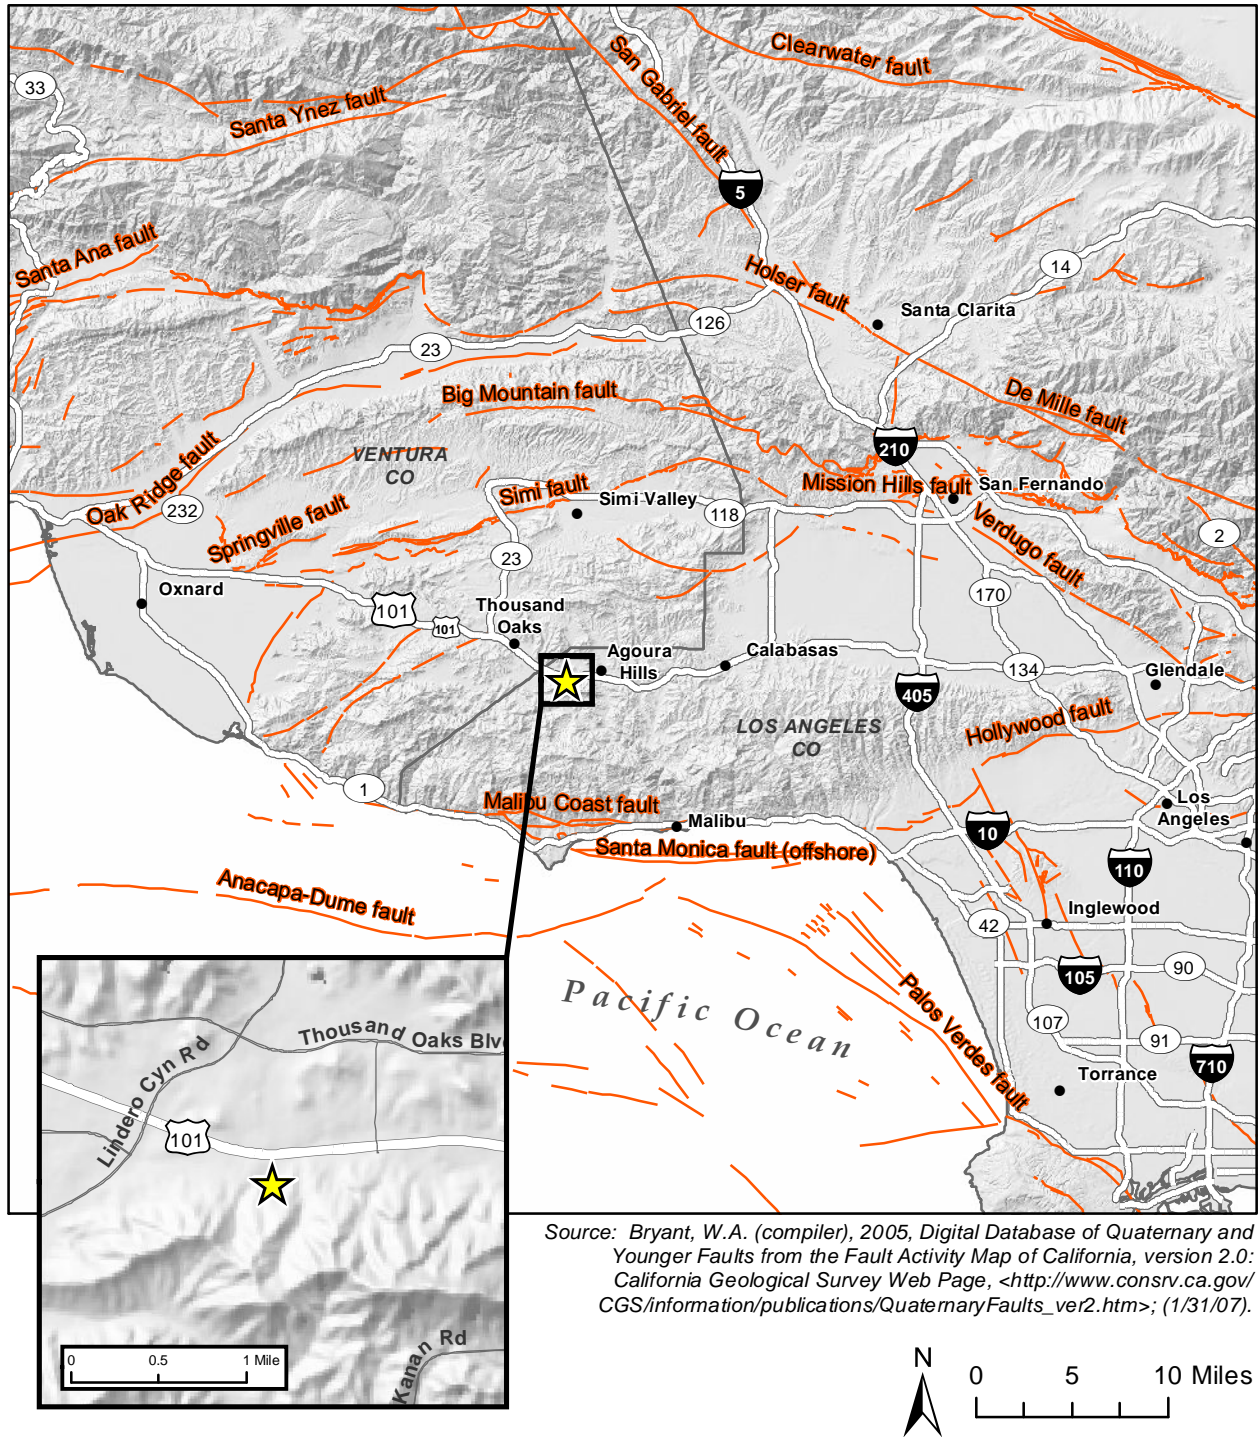 Clearwater fault
San Gabriel fault
33
Santa Ynez fault
5
Santa Ana fault
14
Holser fault
Santa Clarita
126
23
Big Mountain fault
De Mille fault
210
VENTURA
CO
Oak Ridge fault
Simi fault
Mission Hills fault
San Fernando
Simi Valley
232
118
Springville fault
Verdugo fault
2
23
Oxnard
170
101
101
Thousand
Oaks
Agoura
Hills
Calabasas
134
Glendale
405
Hollywood fault
LOS ANGELES
CO
1
Malibu Coast fault
Los
Angeles
Malibu
10
Santa Monica fault (offshore)
110
Anacapa-Dume fault
Inglewood
42
Pacific Ocean
105
90
Palos Verdes fault
107
91
710
Torrance
Thousand Oaks Blv
Lindero Cyn Rd
101
Kanan Rd
0 0.5 1 Mile
Source: Bryant, W.A. (compiler), 2005, Digital Database of Quaternary and
Younger Faults from the Fault Activity Map of California, version 2.0:
California Geological Survey Web Page, <http://www.consrv.ca.gov/
CGS/information/publications/QuaternaryFaults_ver2.htm>; (1/31/07).
N
0 5 10 Miles